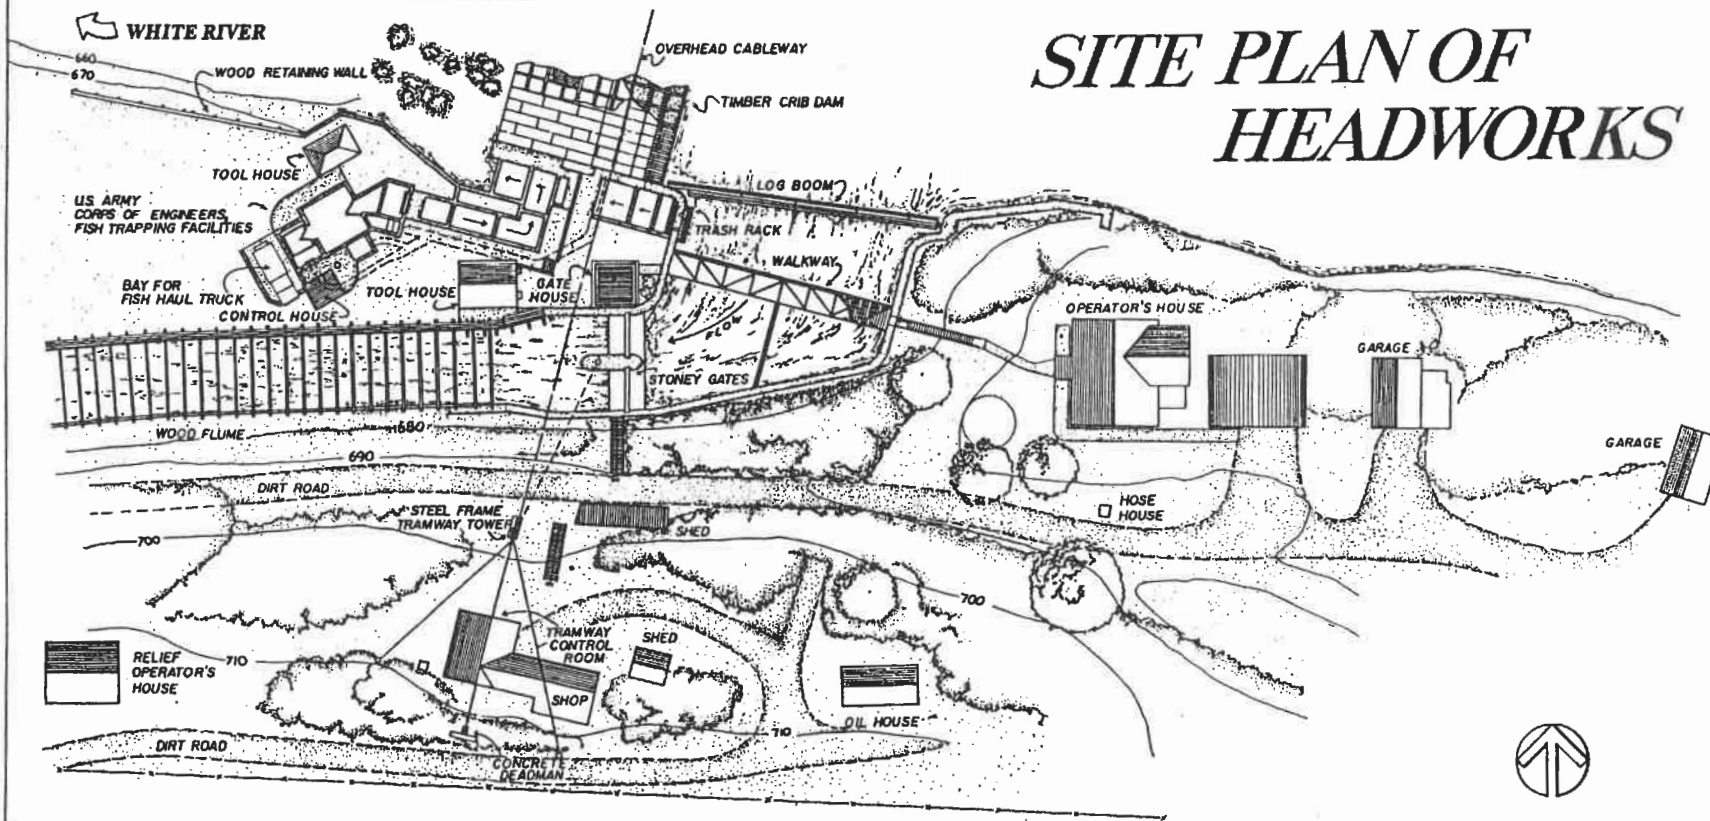 SITE PLAN OF
HEADWORKS
WHITE RIVER
660
670
WOOD RETAINING WALL
OVERHEAD CABLEWAY
TIMBER CRIB DAM
TOOL HOUSE
U.S. ARMY
CORPS OF ENGINEERS,
FISH TRAPPING FACILITIES
LOG BOOM
TRASH RACK
WALKWAY
BAY FOR
FISH HAUL TRUCK
CONTROL HOUSE
TOOL HOUSE
GATE
HOUSE
FLOW
STONEY GATES
OPERATOR'S HOUSE
GARAGE
GARAGE
WOOD FLUME
680
690
DIRT ROAD
HOSE
HOUSE
STEEL FRAME
TRAMWAY TOWER
SHED
700
700
TRAMWAY
CONTROL
ROOM
SHED
SHOP
RELIEF
OPERATOR'S
HOUSE
710
OIL HOUSE
710
DIRT ROAD
CONCRETE
DEADMAN